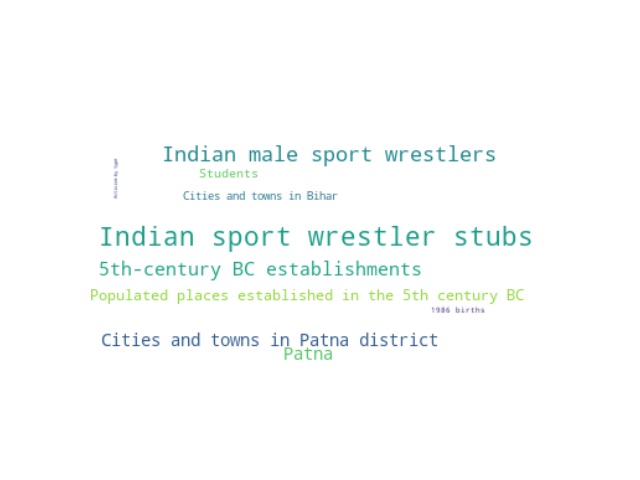 Indian male sport wrestlers
Students
Cities and towns in Bihar
Indian sport wrestler stubs
5th-century BC establishments
Populated places established in the 5th century BC
1986 births
Cities and towns in Patna district
Patna